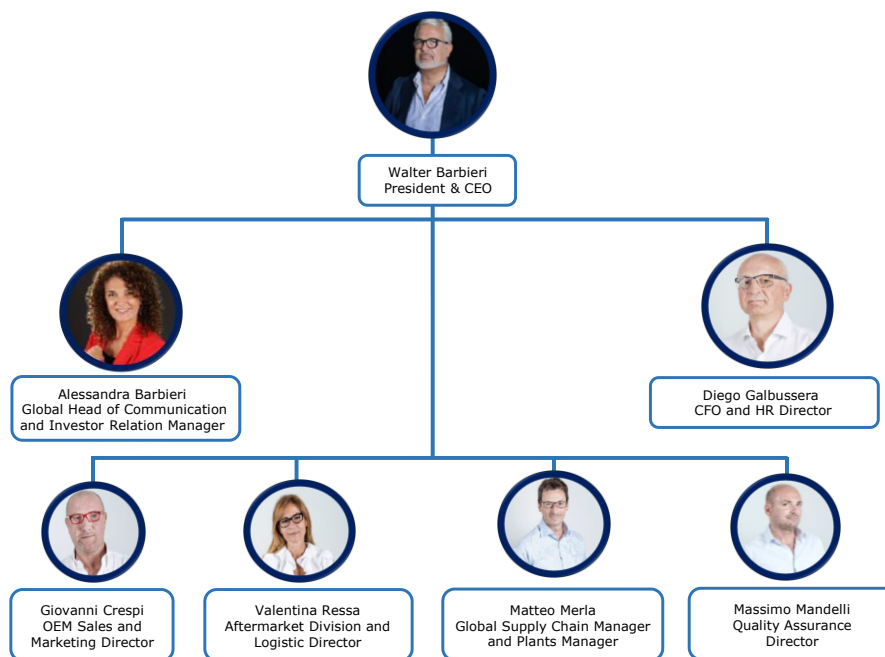 Walter Barbieri
President & CEO
Alessandra Barbieri
Global Head of Communication
and Investor Relation Manager
Diego Galbussera
CFO and HR Director
Giovanni Crespi
OEM Sales and
Marketing Director
Valentina Ressa
Aftermarket Division and
Logistic Director
Matteo Merla
Global Supply Chain Manager
and Plants Manager
Massimo Mandelli
Quality Assurance
Director